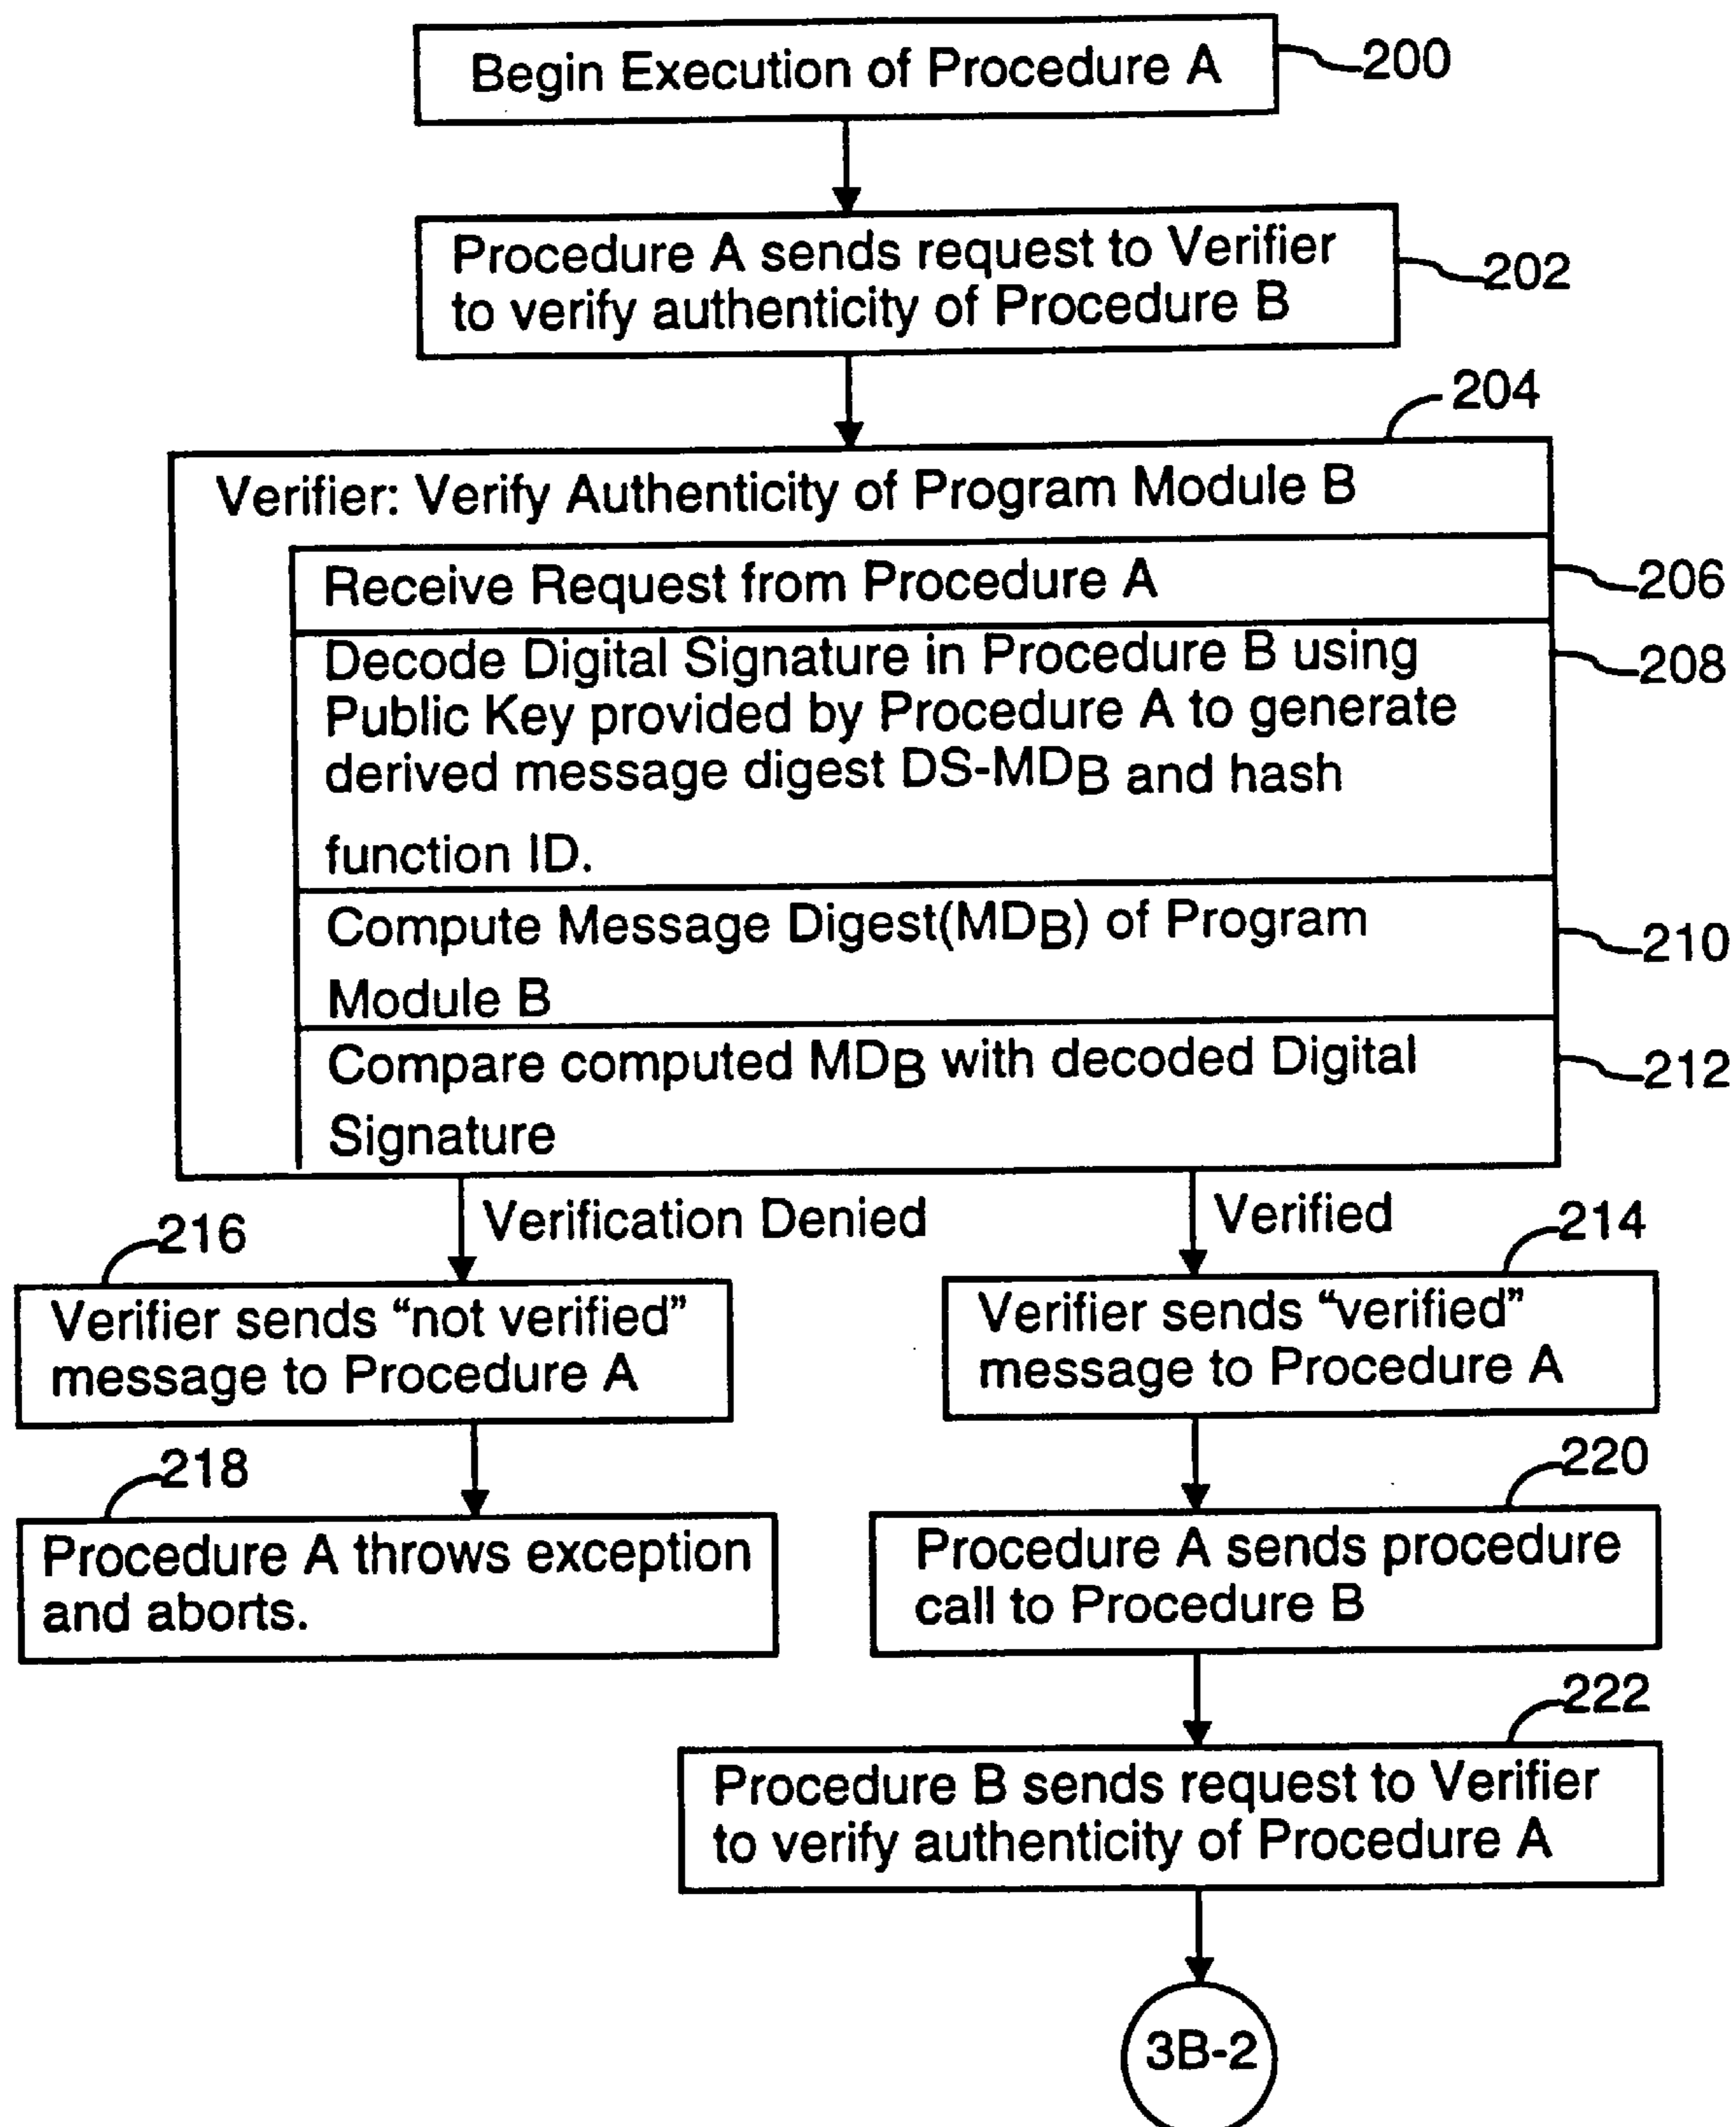 Begin Execution of Procedure A
200
Procedure A sends request to Verifier
to verify authenticity of Procedure B
202
204
Verifier: Verify Authenticity of Program Module B
Receive Request from Procedure A
206
Decode Digital Signature in Procedure B using
Public Key provided by Procedure A to generate
derived message digest DS-MDB and hash
function ID.
208
Compute Message Digest(MDB) of Program
Module B
210
Compare computed MDB with decoded Digital
Signature
212
Verification Denied
Verified
216
Verifier sends “not verified”
message to Procedure A
214
Verifier sends “verified”
message to Procedure A
218
Procedure A throws exception
and aborts.
220
Procedure A sends procedure
call to Procedure B
222
Procedure B sends request to Verifier
to verify authenticity of Procedure A
3B-2